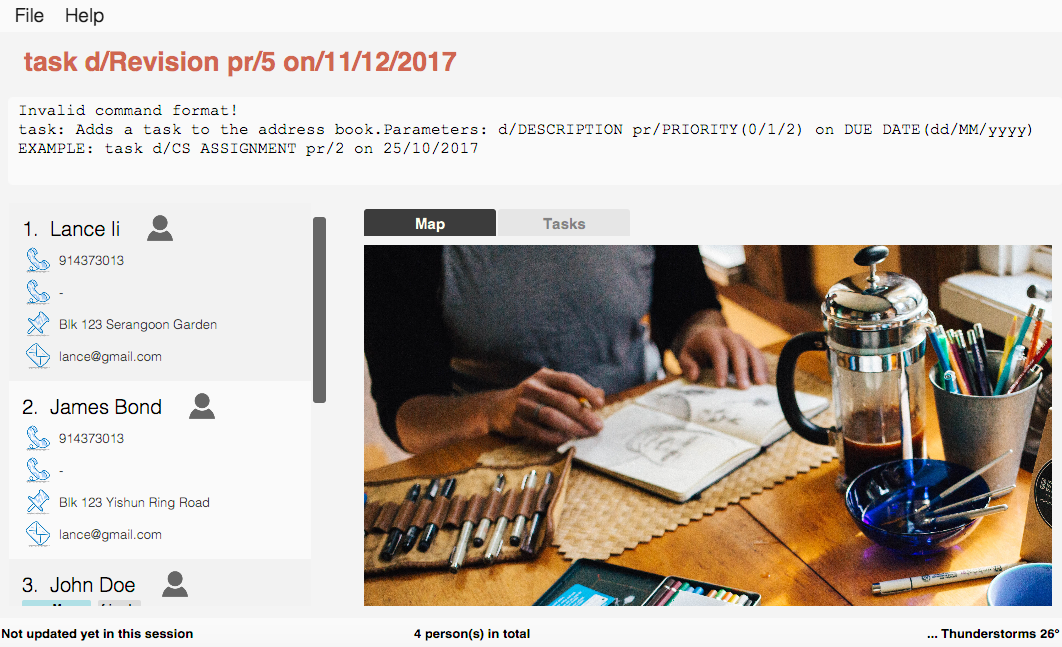 File Help
task d/Revision pr/5 on/11/12/2017
Invalid command format!
task: Adds a task to the address book.Parameters: d/DESCRIPTION pr/PRIORITY(0/1/2) on DUE DATE(dd/MM/yyyy)
EXAMPLE: task d/CS ASSIGNMENT pr/2 on 25/10/2017
1. Lance li
914373013
-
Blk 123 Serangoon Garden
lance@gmail.com
2. James Bond
914373013
-
Blk 123 Yishun Ring Road
lance@gmail.com
3. John Doe
Map Tasks
Not updated yet in this session
4 person(s) in total
... Thunderstorms 26°